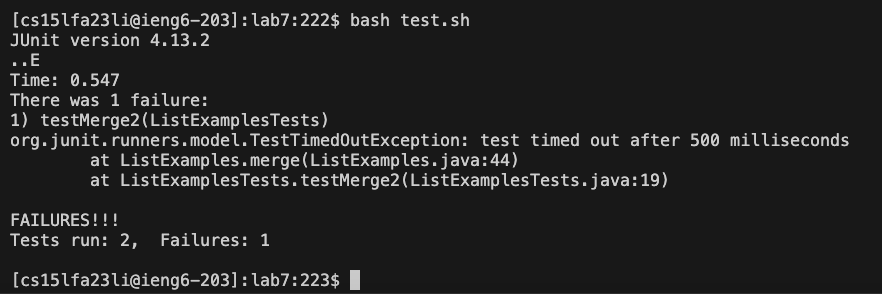 [cs15lfa23li@ieng6-203]:lab7:222$ bash test.sh
JUnit version 4.13.2
..E
Time: 0.547
There was 1 failure:
1) testMerge2(ListExamplesTests)
org.junit.runners.model.TestTimedOutException: test timed out after 500 milliseconds
        at ListExamples.merge(ListExamples.java:44)
        at ListExamplesTests.testMerge2(ListExamplesTests.java:19)

FAILURES!!!
Tests run: 2,  Failures: 1

[cs15lfa23li@ieng6-203]:lab7:223$